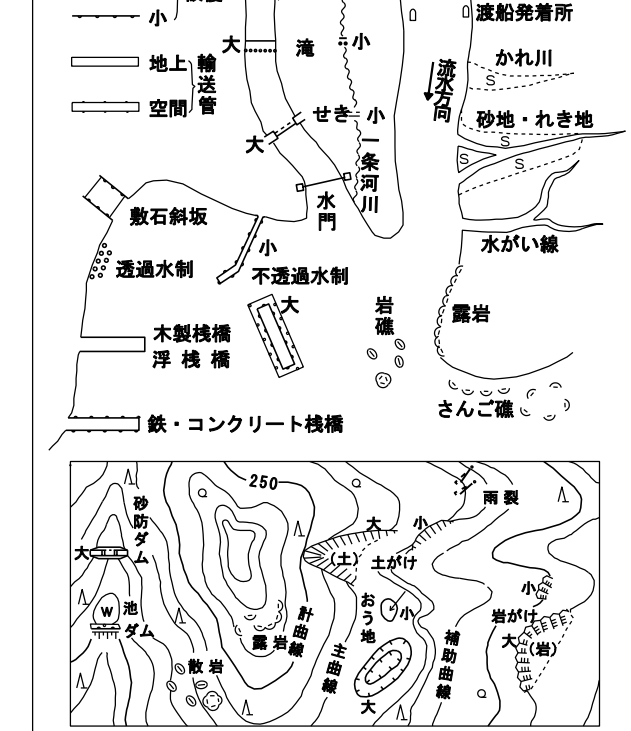 小
渡船発着所
大
滝
小
かれ川
地上
輸送管
流水方向
S
空間
せき
小
砂地・れき地
大
一条河川
S
S
S
水門
敷石斜坂
小
水がい線
透過水制
不透過水制
大
岩礁
露岩
木製桟橋
浮桟橋
さんご礁
鉄・コンクリート桟橋
250
雨裂
砂防ダム
大
小
大
(土)
土がけ
小
池
W
ダム
計曲線
おう地
小
岩がけ
大
(岩)
露岩
主曲線
補助曲線
散岩
大